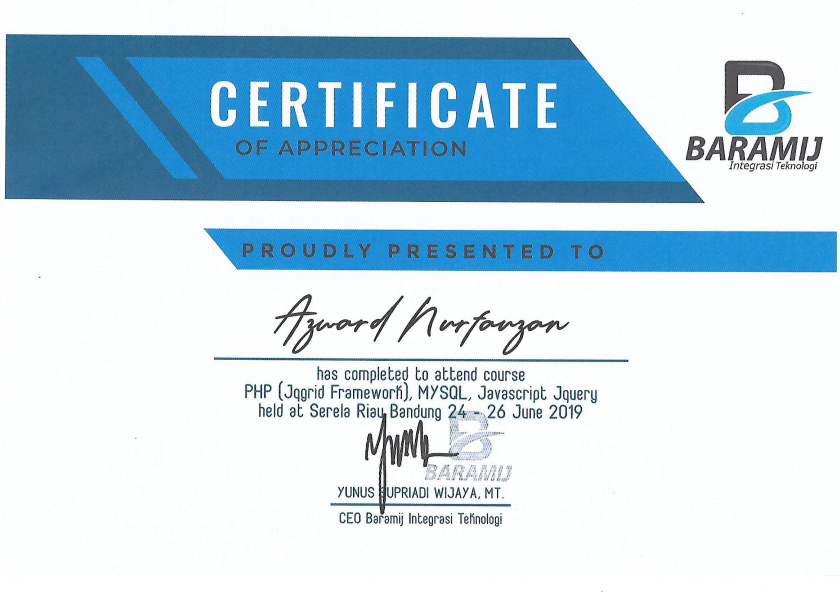 CERTIFICATE
OF APPRECIATION
BARAMIJ
Integrasi Teknologi
PROUDLY PRESENTED TO
Azward Nurfauzan
has completed to attend course
PHP (Jqgrid Framework), MYSQL, Javascript Jquery
held at Serela Riau Bandung 24 - 26 June 2019
BARAMIJ
YUNUS SUPRIADI WIJAYA, MT.
CEO Baramij Integrasi Teknologi